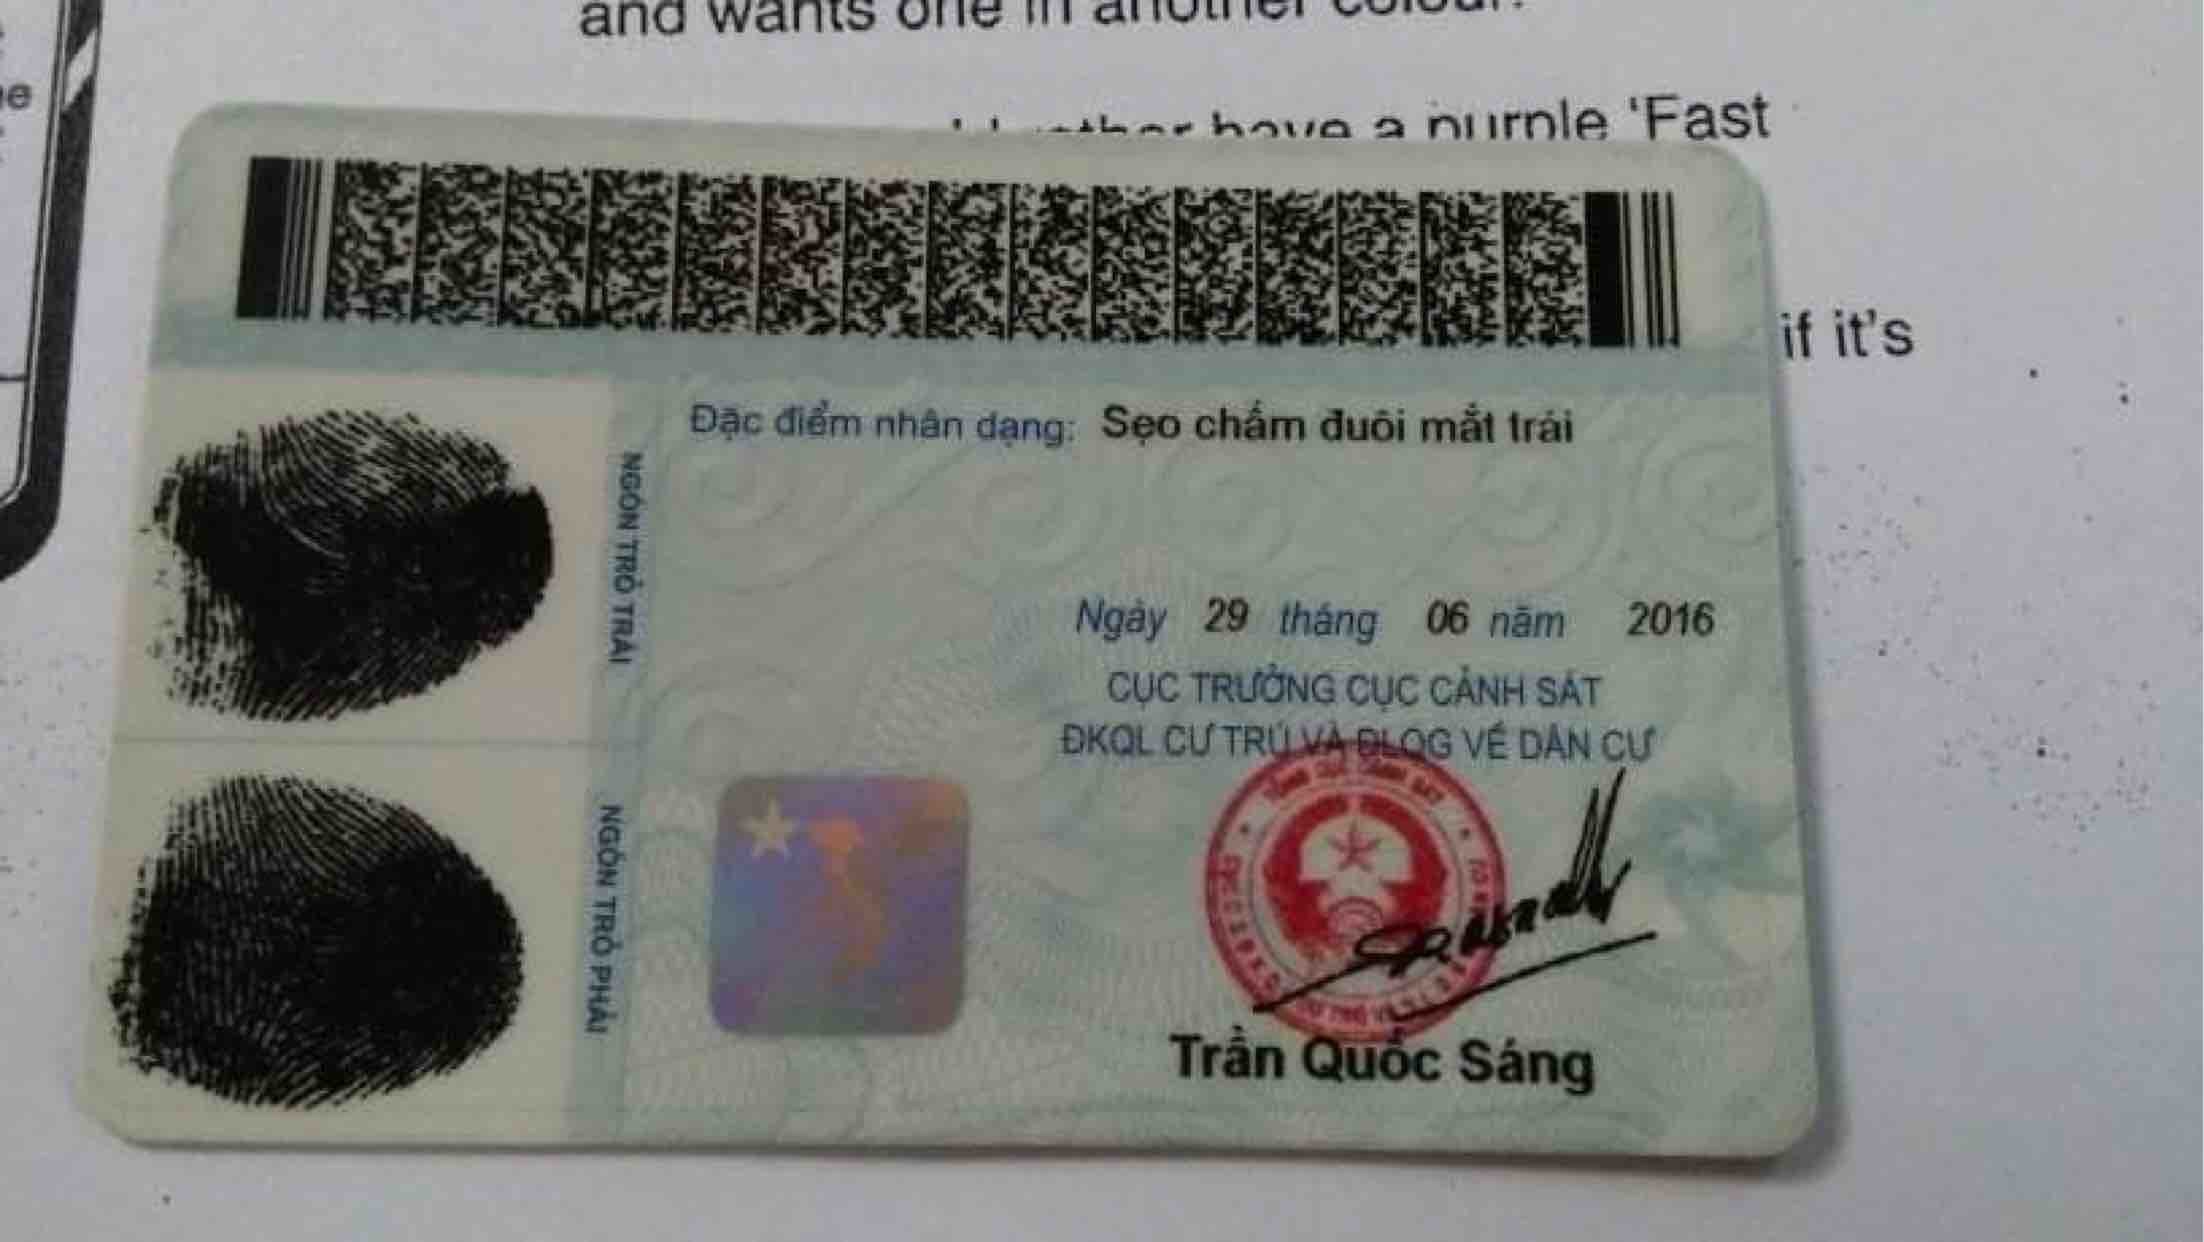 and wants one in another colour.
have a purple 'Fast
if it's
Đặc điểm nhân dạng: Sẹo chấm đuôi mắt trái
NGÓN TRỎ TRÁI
Ngày 29 tháng 06 năm 2016
CỤC TRƯỞNG CỤC CẢNH SÁT
ĐKQL CƯ TRÚ VÀ DLQG VỀ DÂN CƯ
NGÓN TRỎ PHẢI
Trần Quốc Sáng